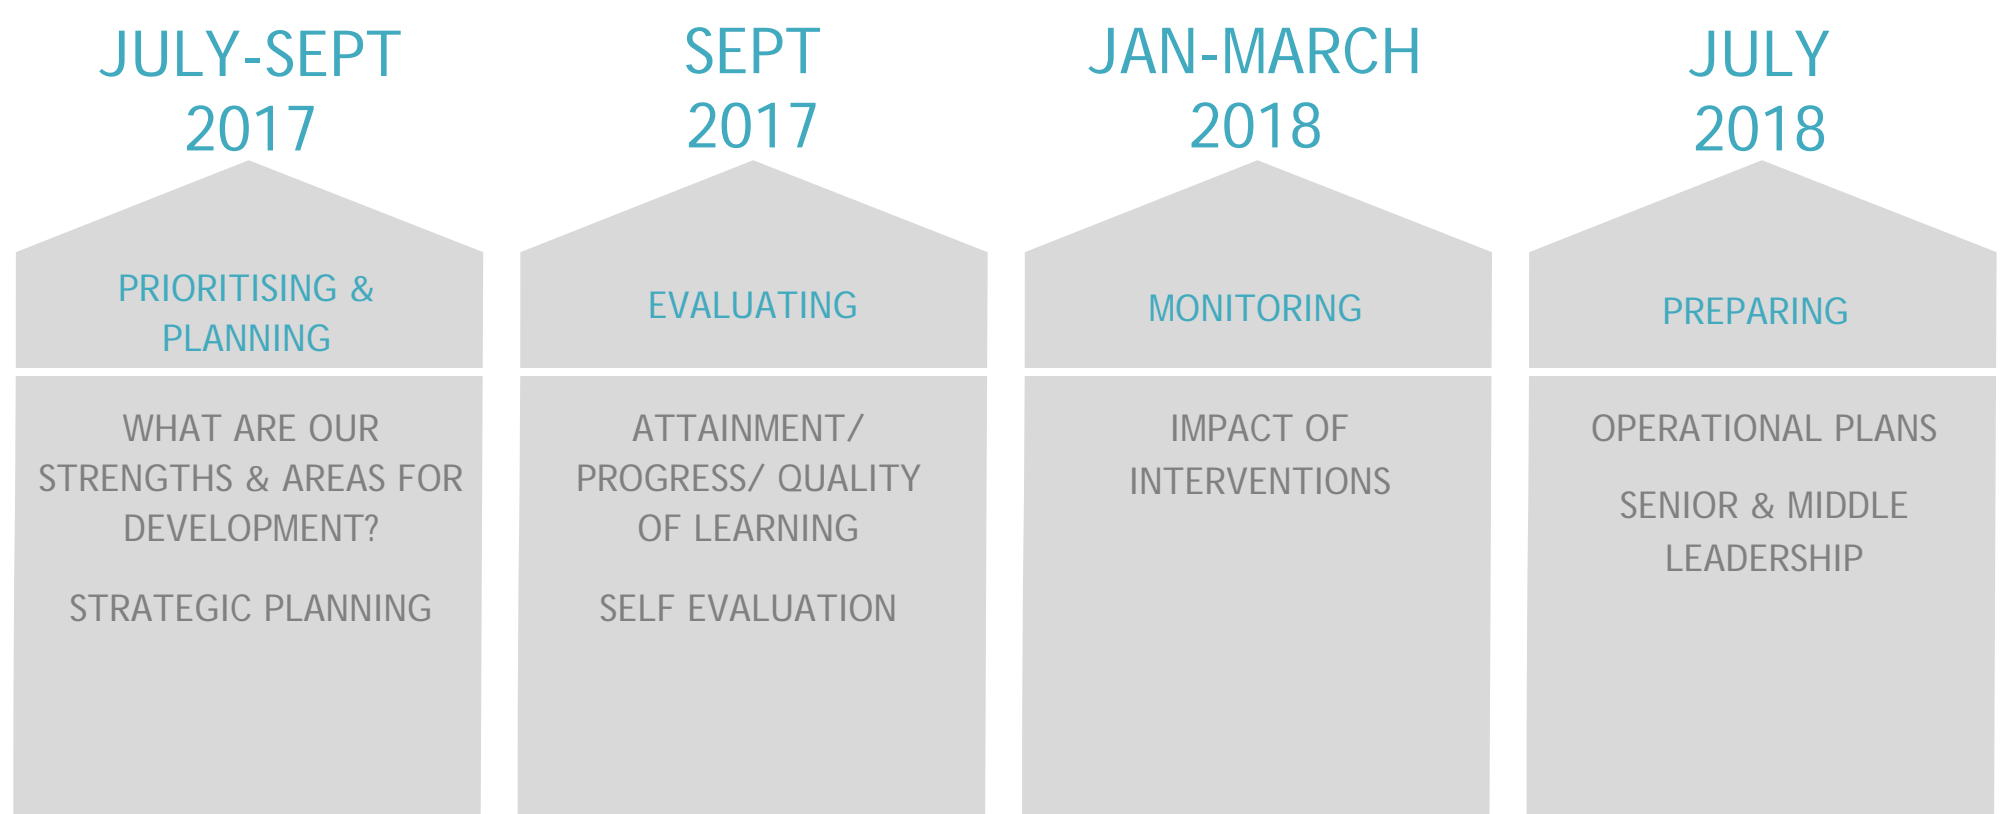 JULY-SEPT
2017
PRIORITISING &
PLANNING
WHAT ARE OUR
STRENGTHS & AREAS FOR
DEVELOPMENT?
STRATEGIC PLANNING
SEPT
2017
EVALUATING
ATTAINMENT/
PROGRESS/ QUALITY
OF LEARNING
SELF EVALUATION
JAN-MARCH
2018
MONITORING
IMPACT OF
INTERVENTIONS
JULY
2018
PREPARING
OPERATIONAL PLANS
SENIOR & MIDDLE
LEADERSHIP